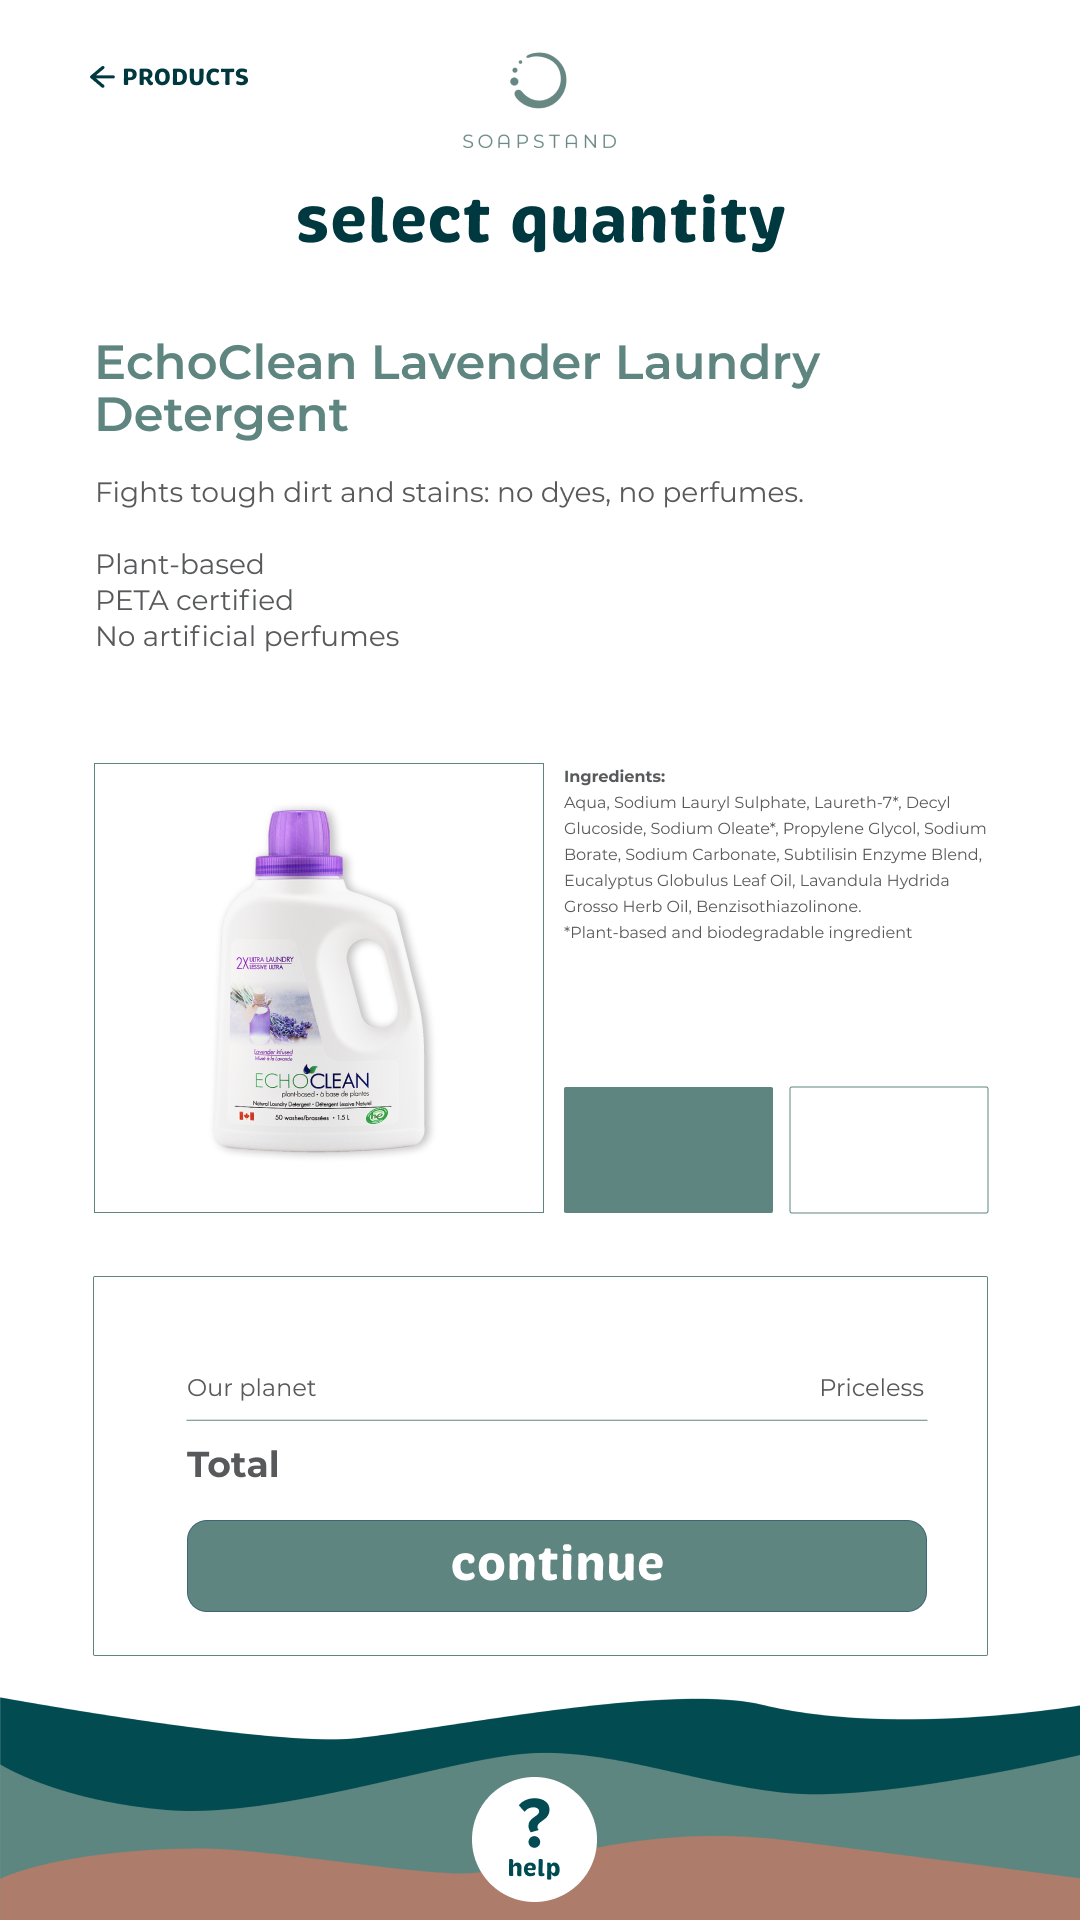 PRODUCTS
SOAPSTAND
select quantity
EchoClean Lavender Laundry
Detergent
Fights tough dirt and stains: no dyes, no perfumes.
Plant-based
PETA certified
No artificial perfumes
2X ULTRA LAUNDRY
LESSIVE ULTRA
Lavender Infused
Infusé à la Lavande
ECHOCLEAN
plant-based • à base de plantes
Natural Laundry Detergent • Détergent Lessive Naturel
50 washes/brassées • 1.5 L
Ingredients:
Aqua, Sodium Lauryl Sulphate, Laureth-7*, Decyl
Glucoside, Sodium Oleate*, Propylene Glycol, Sodium
Borate, Sodium Carbonate, Subtilisin Enzyme Blend,
Eucalyptus Globulus Leaf Oil, Lavandula Hydrida
Grosso Herb Oil, Benzisothiazolinone.
*Plant-based and biodegradable ingredient
Our planet Priceless
Total
continue
?
help